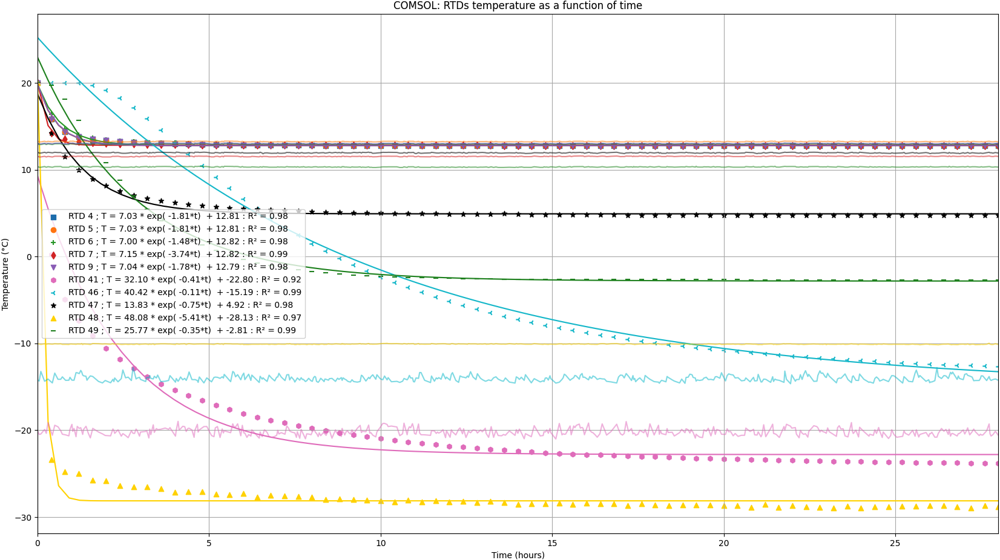 COMSOL: RTDs temperature as a function of time
Temperature (°C)
20
10
0
−10
−20
−30
RTD 4 ; T = 7.03 * exp( -1.81*t)  + 12.81 : R² = 0.98
RTD 5 ; T = 7.03 * exp( -1.81*t)  + 12.81 : R² = 0.98
RTD 6 ; T = 7.00 * exp( -1.48*t)  + 12.82 : R² = 0.98
RTD 7 ; T = 7.15 * exp( -3.74*t)  + 12.82 : R² = 0.99
RTD 9 ; T = 7.04 * exp( -1.78*t)  + 12.79 : R² = 0.98
RTD 41 ; T = 32.10 * exp( -0.41*t)  + -22.80 : R² = 0.92
RTD 46 ; T = 40.42 * exp( -0.11*t)  + -15.19 : R² = 0.99
RTD 47 ; T = 13.83 * exp( -0.75*t)  + 4.92 : R² = 0.98
RTD 48 ; T = 48.08 * exp( -5.41*t)  + -28.13 : R² = 0.97
RTD 49 ; T = 25.77 * exp( -0.35*t)  + -2.81 : R² = 0.99
0 5 10 15 20 25
Time (hours)